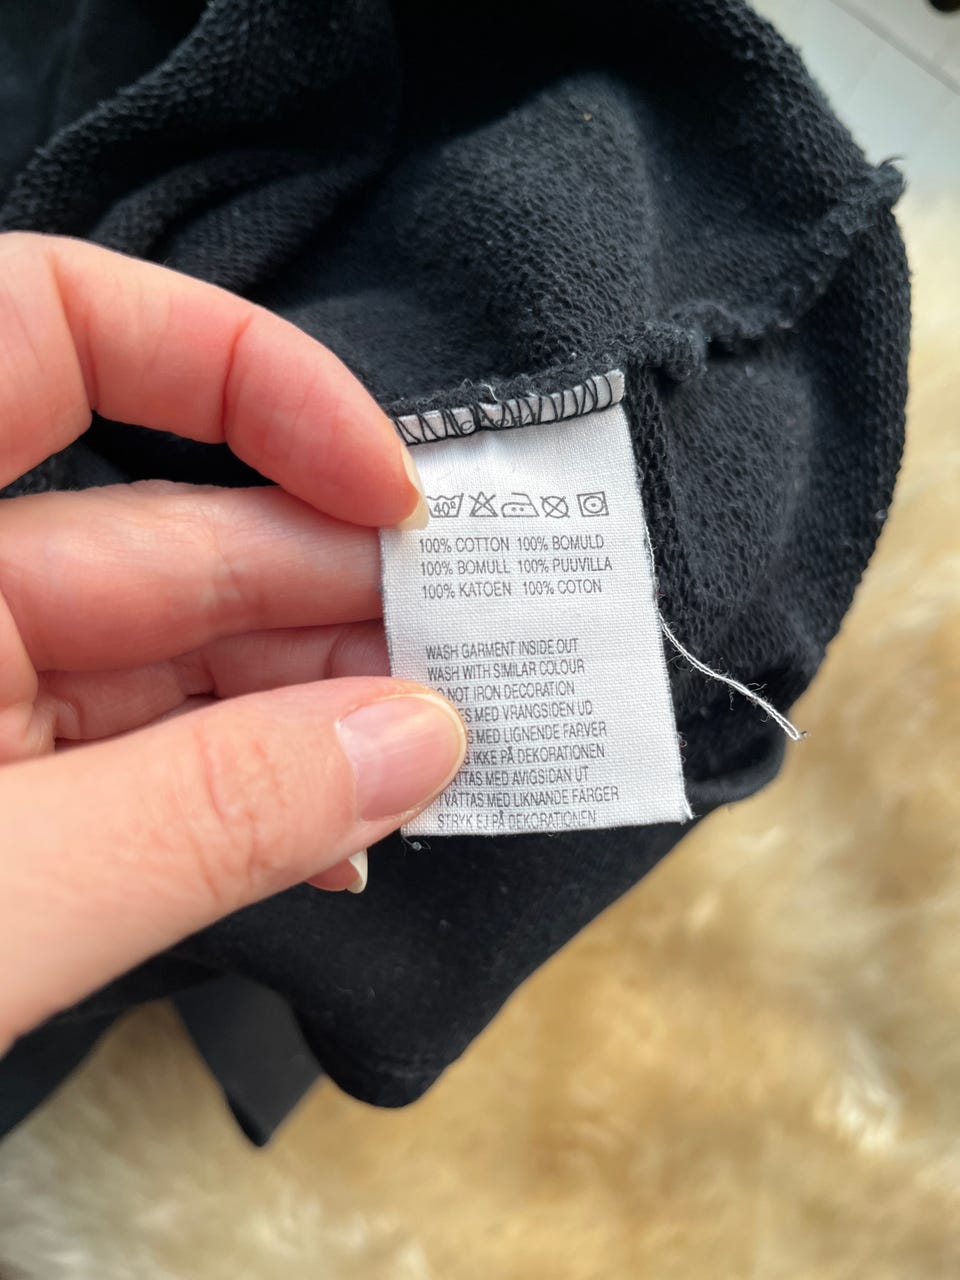 40°
100% COTTON 100% BOMULD
100% BOMULL 100% PUUVILLA
100% KATOEN 100% COTON
WASH GARMENT INSIDE OUT
WASH WITH SIMILAR COLOUR
NOT IRON DECORATION
MED VRANGSIDEN UD
MED LIGNENDE FARVER
IKKE PÅ DEKORATIONEN
MED AVIGSIDAN UT
TVÄTTAS MED LIKNANDE FÄRGER
STRYK EJ PÅ DEKORATIONEN